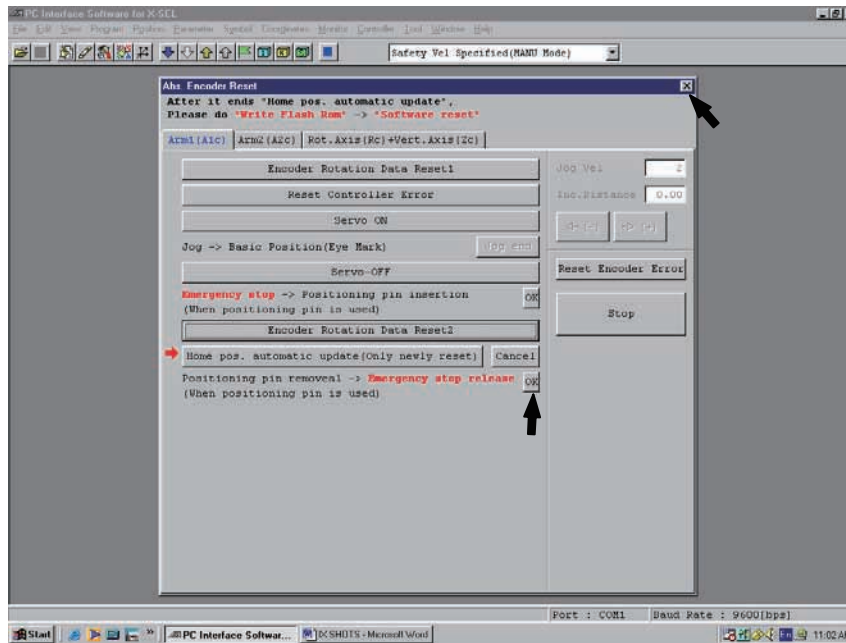 PC Interface Software for X-SEL
File Edit View Program Position Parameter Symbol Coordinates Monitor Controller Tool Window Help
Safety Vel Specified(MANU Mode)
Abs. Encoder Reset
After it ends "Home pos. automatic update",
Please do "Write Flash Rom" -> "Software reset"
Arm1(A1c) Arm2(A2c) Rot.Axis(Rc)+Vert.Axis(Zc)
Encoder Rotation Data Reset1
Reset Controller Error
Servo ON
Jog -> Basic Position(Eye Mark) Jog end
Servo-OFF
Emergency stop -> Positioning pin insertion OK
(When positioning pin is used)
Encoder Rotation Data Reset2
Home pos. automatic update(Only newly reset) Cancel
Positioning pin removeal -> Emergency stop release OK
(When positioning pin is used)
Jog Vel 2
Inc.Distance 0.00
(-) (+)
Reset Encoder Error
Stop
Port : COM1 Baud Rate : 9600[bps]
Start PC Interface Softwar... IX SHOTS - Microsoft Word En 11:02 A